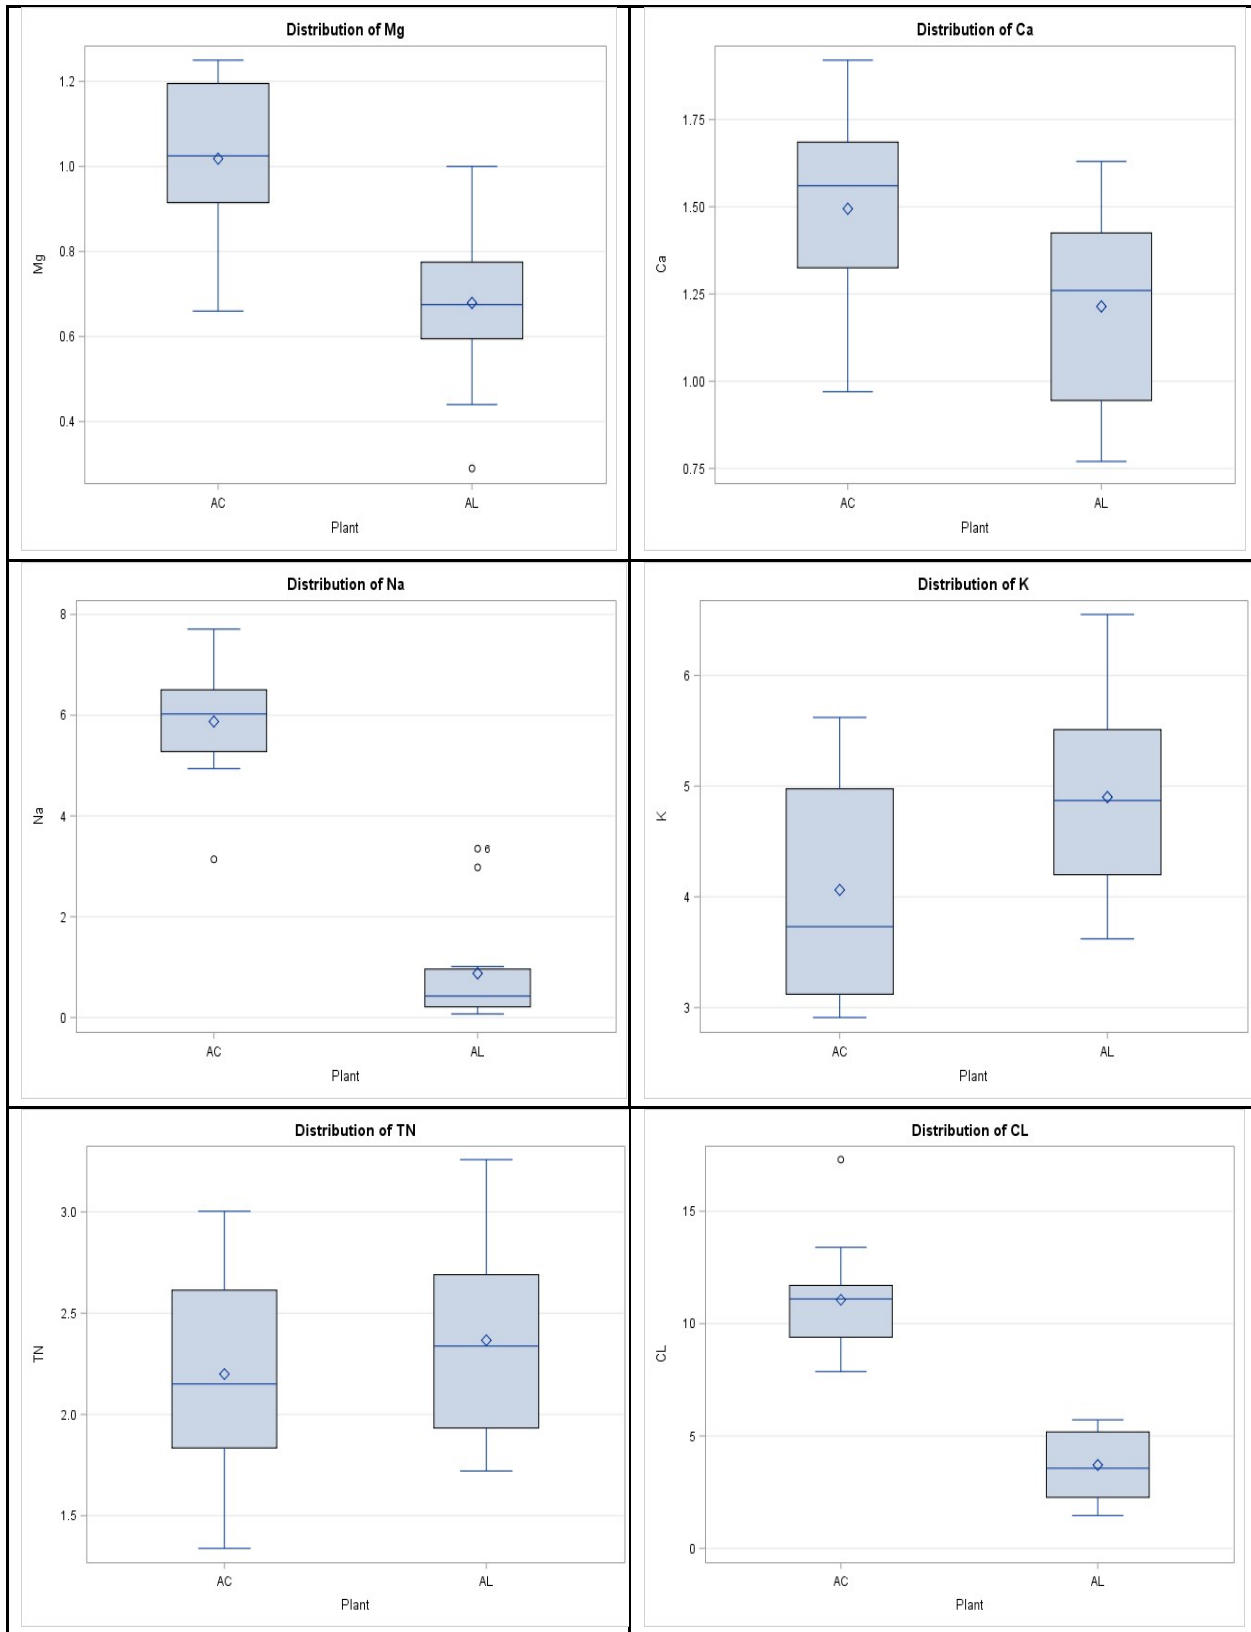 Distribution of Mg
1.2
1.0
0.8
0.6
0.4
Mg
AC AL
Plant
Distribution of Ca
1.75
1.50
1.25
1.00
0.75
Ca
AC AL
Plant
Distribution of Na
8
6
4
2
0
Na
6
AC AL
Plant
Distribution of K
6
5
4
3
K
AC AL
Plant
Distribution of TN
3.0
2.5
2.0
1.5
TN
AC AL
Plant
Distribution of CL
15
10
5
0
CL
AC AL
Plant